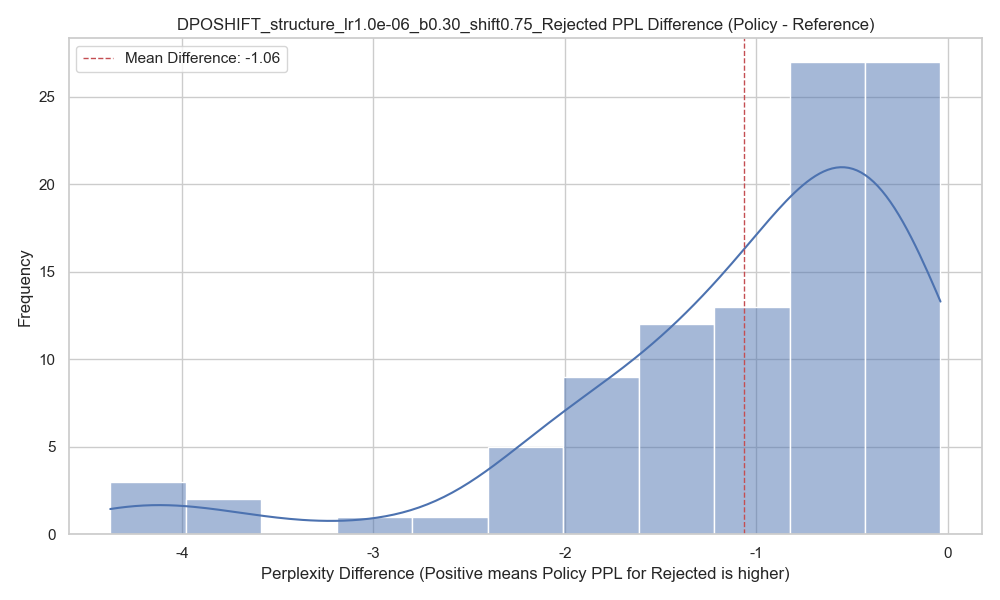 DPOSHIFT_structure_lr1.0e-06_b0.30_shift0.75_Rejected PPL Difference (Policy - Reference)
Mean Difference: -1.06
Frequency
25
20
15
10
5
0
-4
-3
-2
-1
0
Perplexity Difference (Positive means Policy PPL for Rejected is higher)